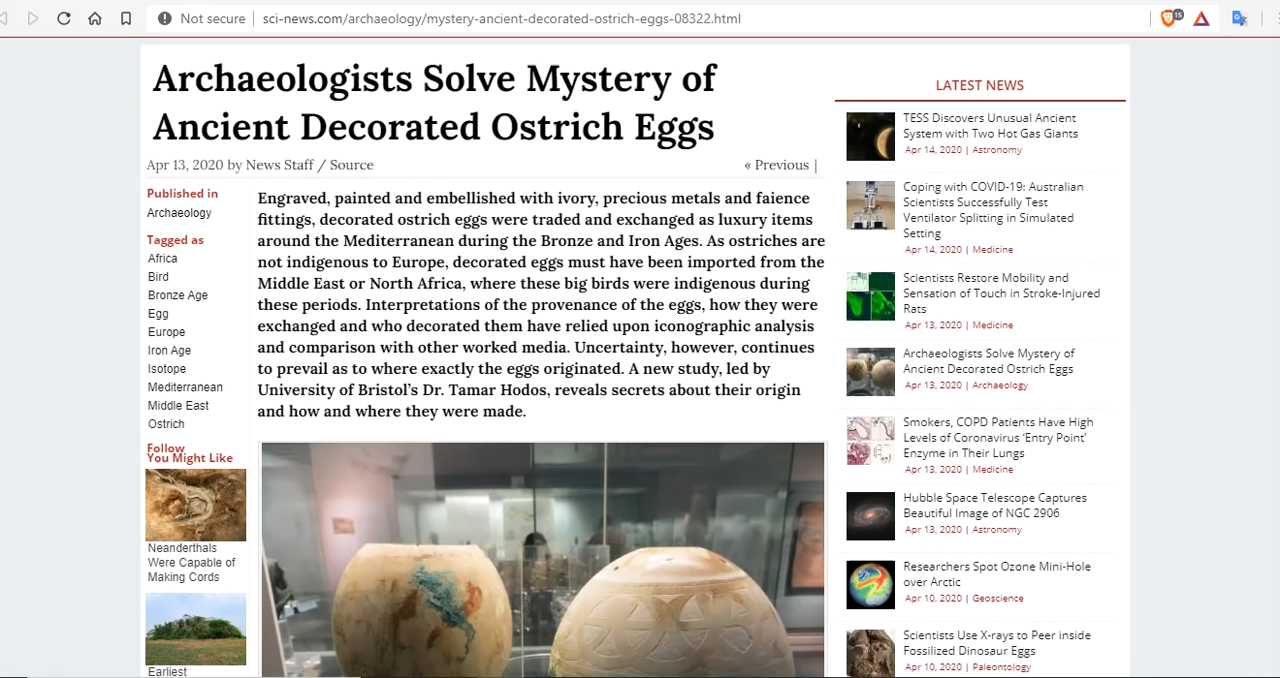 Not secure
sci-news.com/archaeology/mystery-ancient-decorated-ostrich-eggs-08322.html
15
Archaeologists Solve Mystery of
Ancient Decorated Ostrich Eggs
Apr 13, 2020 by News Staff / Source
« Previous |
Published in
Archaeology
Tagged as
Africa
Bird
Bronze Age
Egg
Europe
Iron Age
Isotope
Mediterranean
Middle East
Ostrich
Follow
You Might Like
Neanderthals
Were Capable of
Making Cords
Earliest
Engraved, painted and embellished with ivory, precious metals and faience
fittings, decorated ostrich eggs were traded and exchanged as luxury items
around the Mediterranean during the Bronze and Iron Ages. As ostriches are
not indigenous to Europe, decorated eggs must have been imported from the
Middle East or North Africa, where these big birds were indigenous during
these periods. Interpretations of the provenance of the eggs, how they were
exchanged and who decorated them have relied upon iconographic analysis
and comparison with other worked media. Uncertainty, however, continues
to prevail as to where exactly the eggs originated. A new study, led by
University of Bristol's Dr. Tamar Hodos, reveals secrets about their origin
and how and where they were made.
LATEST NEWS
TESS Discovers Unusual Ancient
System with Two Hot Gas Giants
Apr 14, 2020 | Astronomy
Coping with COVID-19: Australian
Scientists Successfully Test
Ventilator Splitting in Simulated
Setting
Apr 14, 2020 | Medicine
Scientists Restore Mobility and
Sensation of Touch in Stroke-Injured
Rats
Apr 13, 2020 | Medicine
Archaeologists Solve Mystery of
Ancient Decorated Ostrich Eggs
Apr 13, 2020 | Archaeology
Smokers, COPD Patients Have High
Levels of Coronavirus 'Entry Point'
Enzyme in Their Lungs
Apr 13, 2020 | Medicine
Hubble Space Telescope Captures
Beautiful Image of NGC 2906
Apr 13, 2020 | Astronomy
Researchers Spot Ozone Mini-Hole
over Arctic
Apr 10, 2020 | Geoscience
Scientists Use X-rays to Peer inside
Fossilized Dinosaur Eggs
Apr 10, 2020 | Paleontology